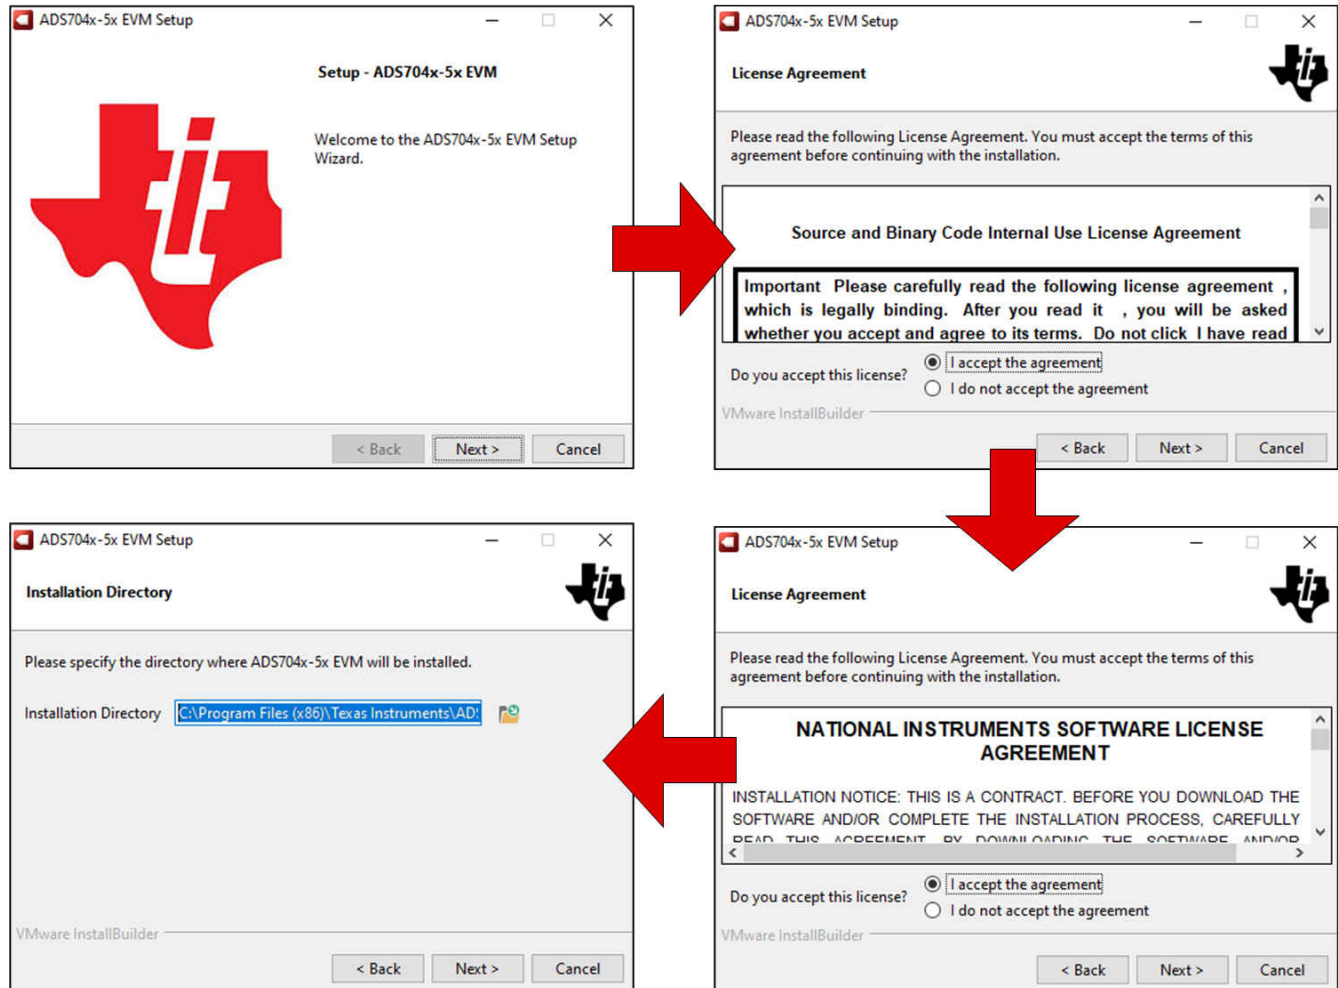 ADS704x-5x EVM Setup
Setup - ADS704x-5x EVM
Welcome to the ADS704x-5x EVM Setup
Wizard.
< Back
Next >
Cancel
ADS704x-5x EVM Setup
License Agreement
Please read the following License Agreement. You must accept the terms of this
agreement before continuing with the installation.
Source and Binary Code Internal Use License Agreement
Important Please carefully read the following license agreement ,
which is legally binding. After you read it , you will be asked
whether you accept and agree to its terms. Do not click I have read
Do you accept this license?
I accept the agreement
I do not accept the agreement
VMware InstallBuilder
< Back
Next >
Cancel
ADS704x-5x EVM Setup
License Agreement
Please read the following License Agreement. You must accept the terms of this
agreement before continuing with the installation.
NATIONAL INSTRUMENTS SOFTWARE LICENSE
AGREEMENT
INSTALLATION NOTICE: THIS IS A CONTRACT. BEFORE YOU DOWNLOAD THE
SOFTWARE AND/OR COMPLETE THE INSTALLATION PROCESS, CAREFULLY
READ THIS AGREEMENT. BY DOWNLOADING THE SOFTWARE AND/OR
Do you accept this license?
I accept the agreement
I do not accept the agreement
VMware InstallBuilder
< Back
Next >
Cancel
ADS704x-5x EVM Setup
Installation Directory
Please specify the directory where ADS704x-5x EVM will be installed.
Installation Directory
C:\Program Files (x86)\Texas Instruments\AD
VMware InstallBuilder
< Back
Next >
Cancel